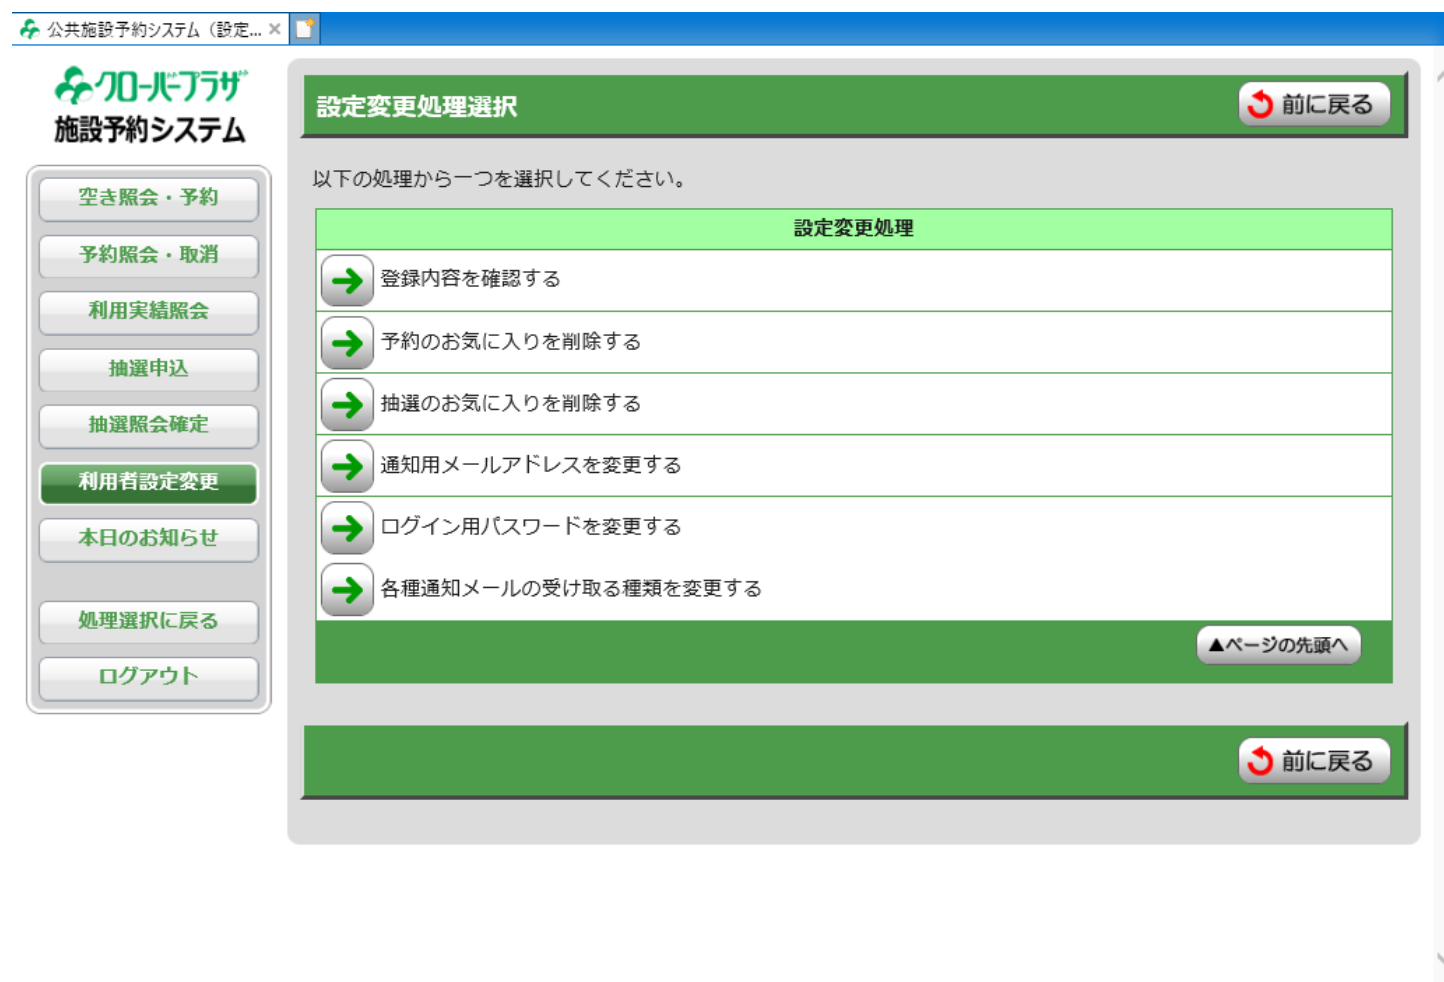 公共施設予約システム（設定...
クローバープラザ
施設予約システム
空き照会・予約
予約照会・取消
利用実績照会
抽選申込
抽選照会確定
利用者設定変更
本日のお知らせ
処理選択に戻る
ログアウト
設定変更処理選択
前に戻る
以下の処理から一つを選択してください。
設定変更処理
登録内容を確認する
予約のお気に入りを削除する
抽選のお気に入りを削除する
通知用メールアドレスを変更する
ログイン用パスワードを変更する
各種通知メールの受け取る種類を変更する
▲ページの先頭へ
前に戻る